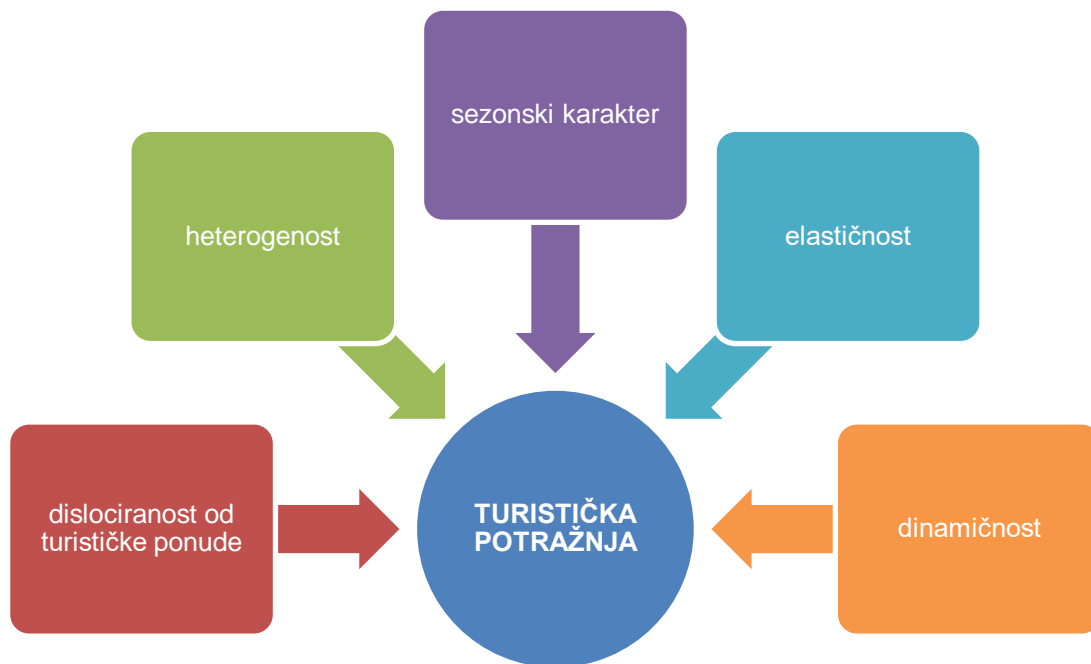 sezonski karakter
heterogenost
elastičnost
dislociranost od
turističke ponude
TURISTIČKA
POTRAŽNJA
dinamičnost